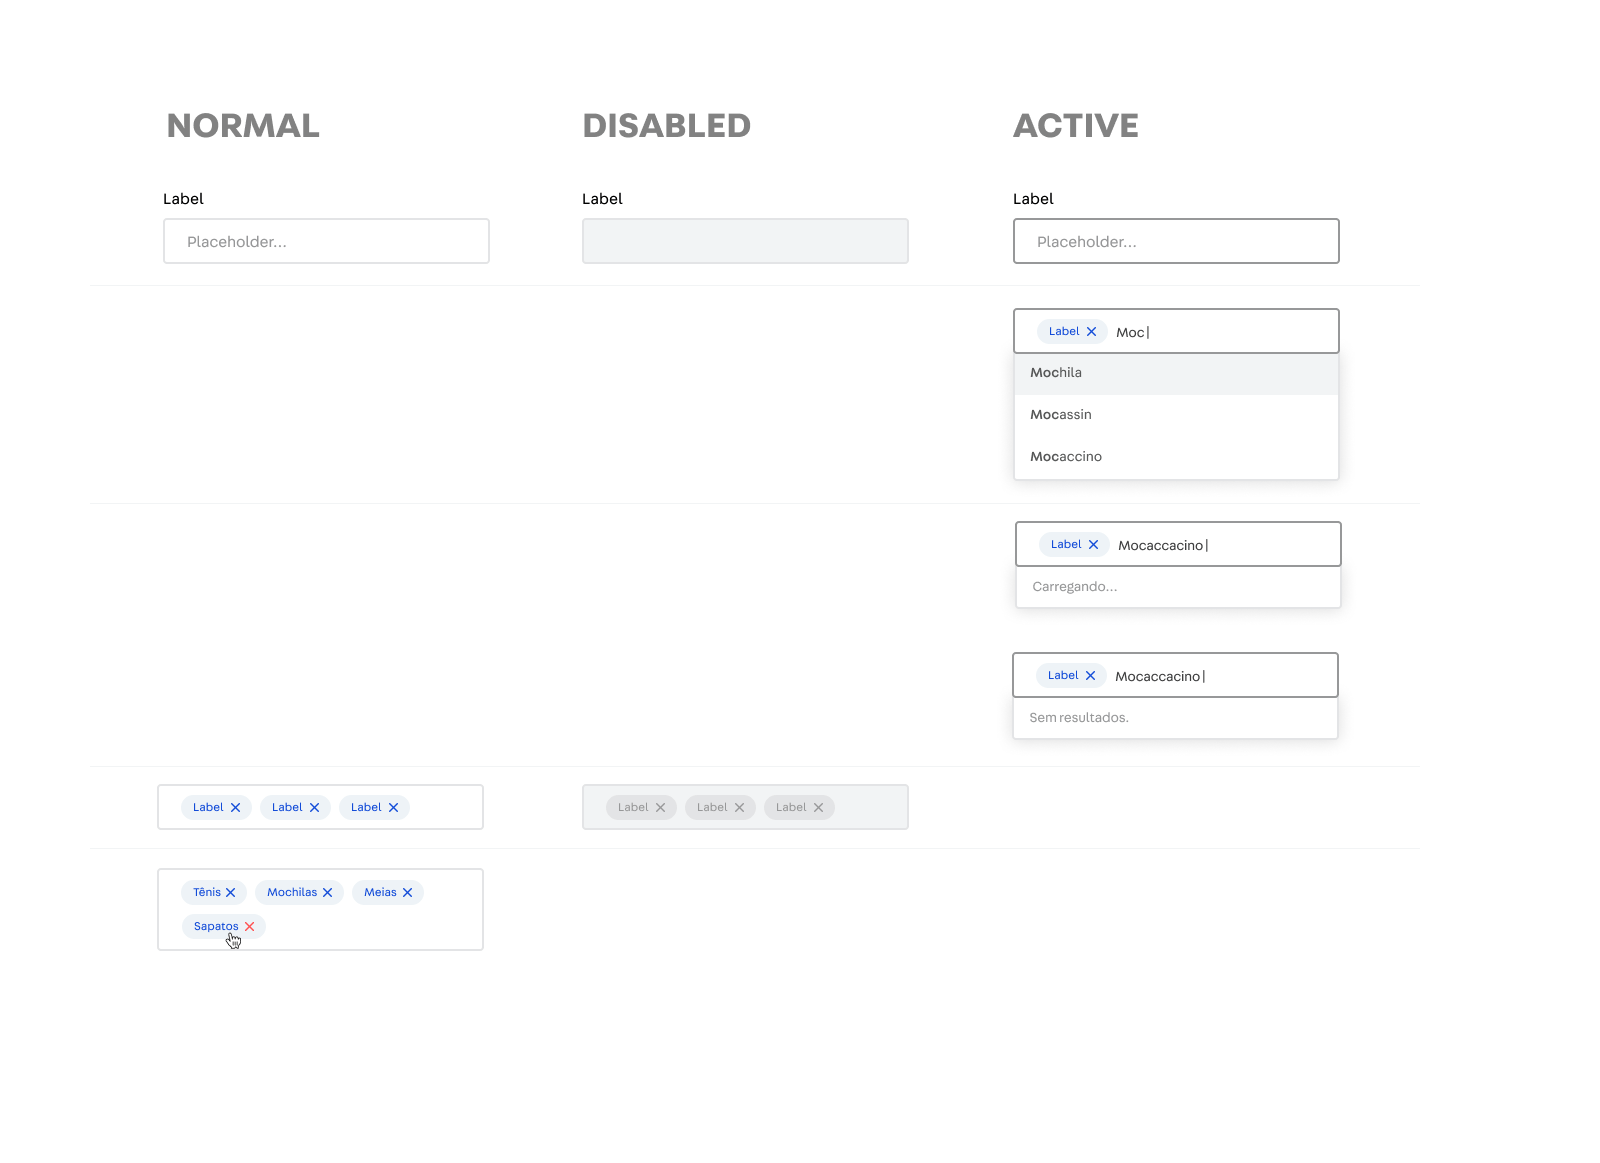 NORMAL DISABLED ACTIVE
Label Label Label
Placeholder... Placeholder...
Label Moc
Mochila
Mocassin
Mocaccino
Label Mocaccacino
Carregando...
Label Mocaccacino
Sem resultados.
Label Label Label Label Label Label
Tênis Mochilas Meias
Sapatos